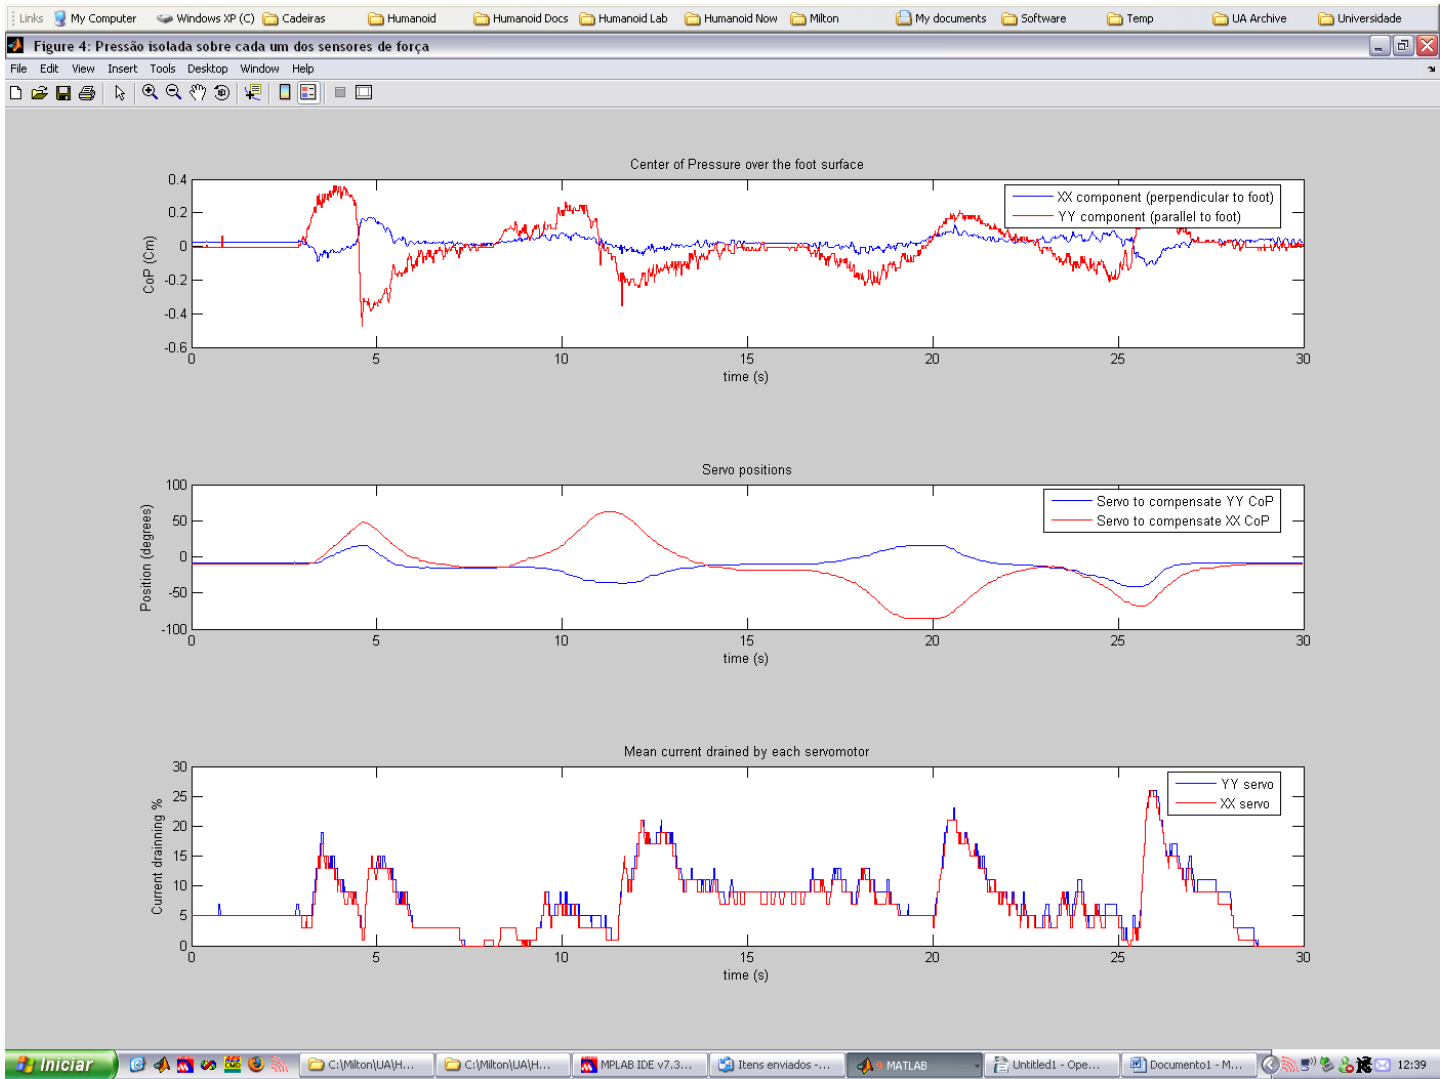 Links My Computer Windows XP (C) Cadeiras Humanoid Humanoid Docs Humanoid Lab Humanoid Now Milton My documents Software Temp UA Archive Universidade
Figure 4: Pressão isolada sobre cada um dos sensores de força
File Edit View Insert Tools Desktop Window Help
Center of Pressure over the foot surface
XX component (perpendicular to foot)
YY component (parallel to foot)
0.4
0.2
0
-0.2
-0.4
-0.6
CoP (Cm)
0 5 10 15 20 25 30
time (s)
Servo positions
Servo to compensate YY CoP
Servo to compensate XX CoP
100
50
0
-50
-100
Position (degrees)
0 5 10 15 20 25 30
time (s)
Mean current drained by each servomotor
YY servo
XX servo
30
25
20
15
10
5
0
Current drainning %
0 5 10 15 20 25 30
time (s)
Iniciar C:\Milton\UA\H... C:\Milton\UA\H... MPLAB IDE v7.3... Itens enviados -... MATLAB Untitled1 - Ope... Documento1 - M... 12:39